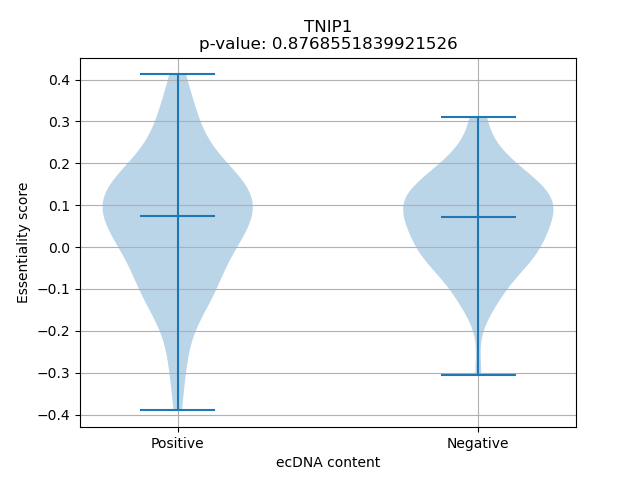 TNIP1
p-value: 0.8768551839921526
Essentiality score
0.4
0.3
0.2
0.1
0.0
−0.1
−0.2
−0.3
−0.4
Positive
Negative
ecDNA content